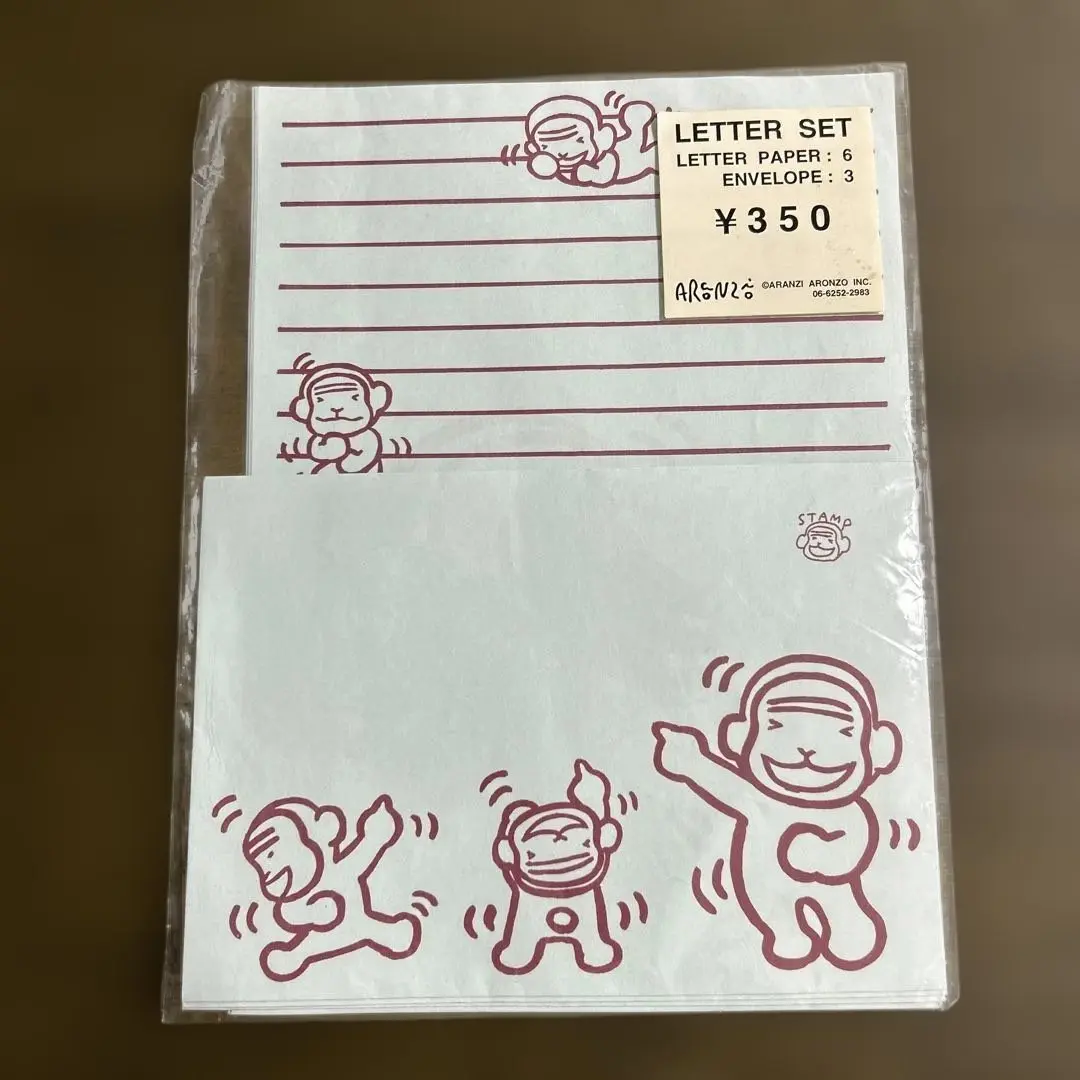 LETTER SET
LETTER PAPER : 6
ENVELOPE : 3
¥350
ARONZO ©ARANZI ARONZO INC.
06-6252-2983
STAMP